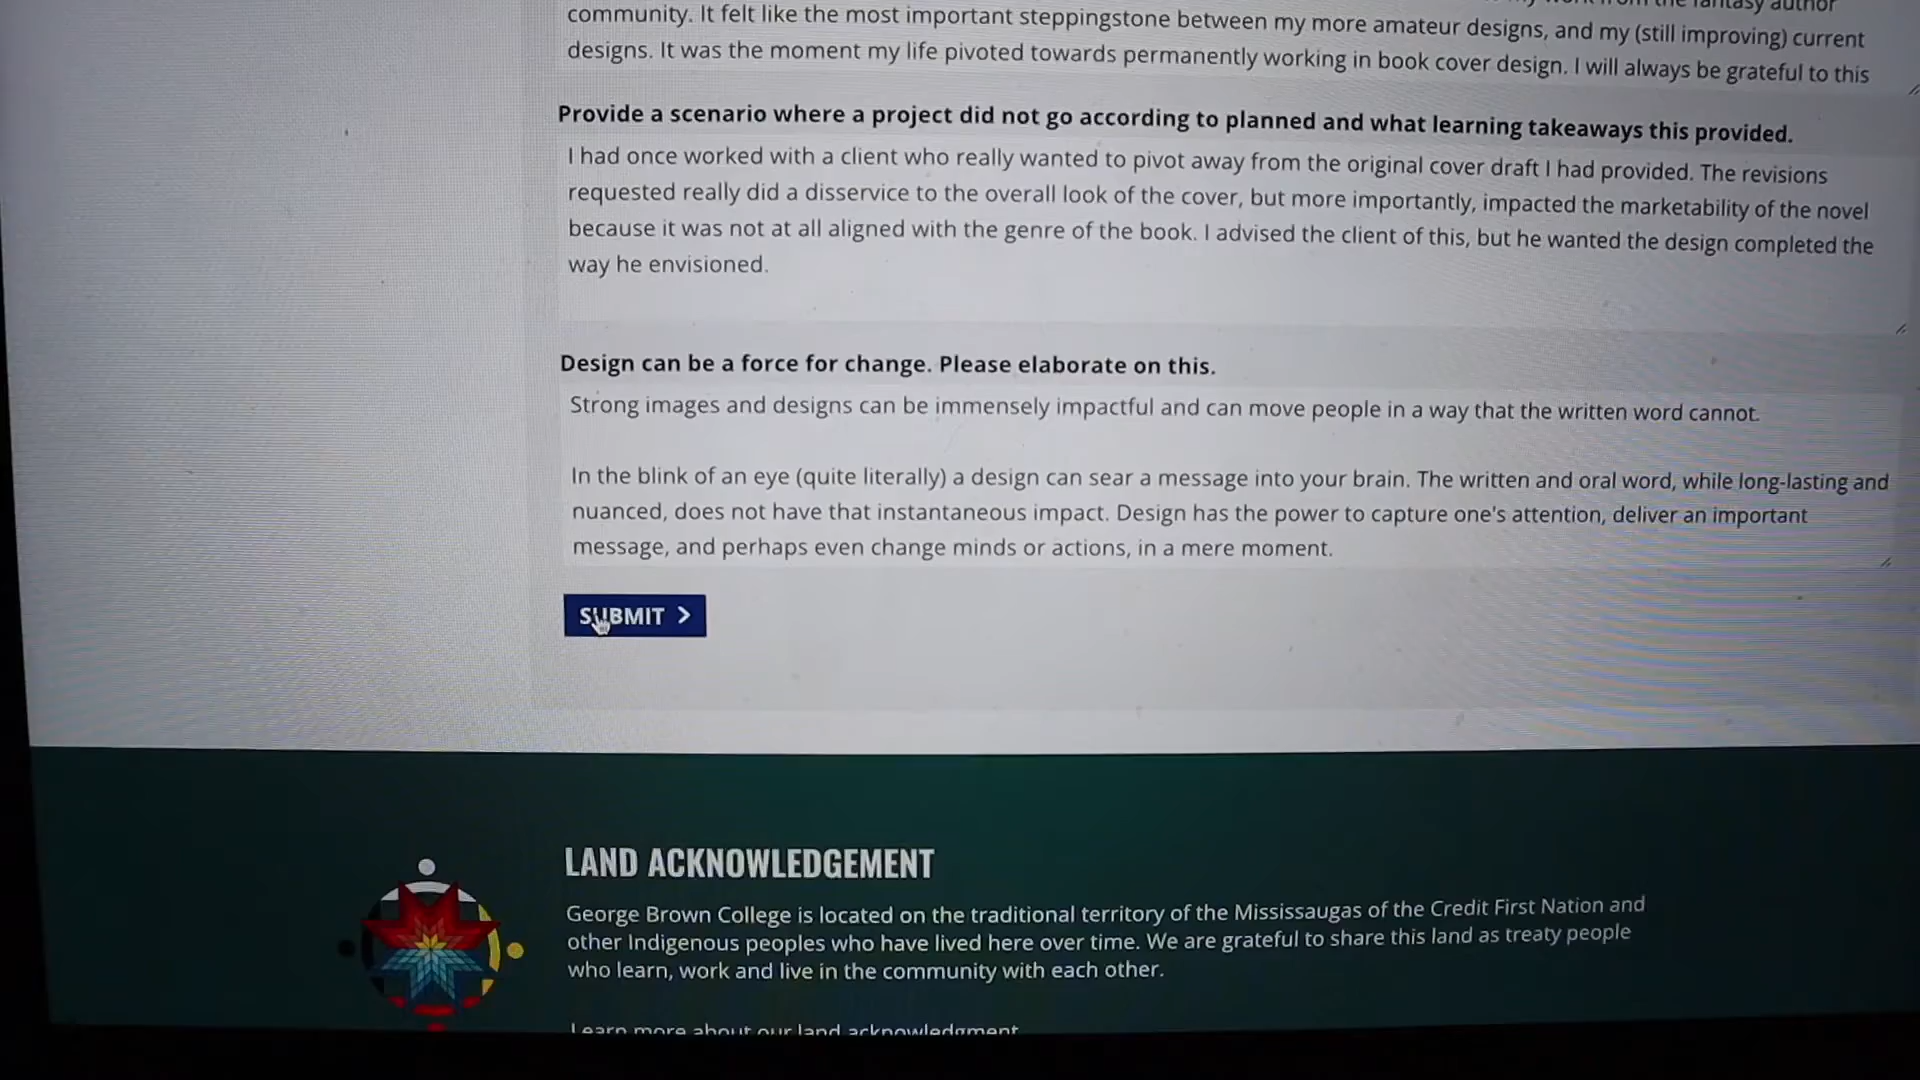 fantasy author
community. It felt like the most important steppingstone between my more amateur designs, and my (still improving) current
designs. It was the moment my life pivoted towards permanently working in book cover design. I will always be grateful to this
Provide a scenario where a project did not go according to planned and what learning takeaways this provided.
I had once worked with a client who really wanted to pivot away from the original cover draft I had provided. The revisions
requested really did a disservice to the overall look of the cover, but more importantly, impacted the marketability of the novel
because it was not at all aligned with the genre of the book. I advised the client of this, but he wanted the design completed the
way he envisioned.
Design can be a force for change. Please elaborate on this.
Strong images and designs can be immensely impactful and can move people in a way that the written word cannot.
In the blink of an eye (quite literally) a design can sear a message into your brain. The written and oral word, while long-lasting and
nuanced, does not have that instantaneous impact. Design has the power to capture one's attention, deliver an important
message, and perhaps even change minds or actions, in a mere moment.
SUBMIT
LAND ACKNOWLEDGEMENT
George Brown College is located on the traditional territory of the Mississaugas of the Credit First Nation and
other Indigenous peoples who have lived here over time. We are grateful to share this land as treaty people
who learn, work and live in the community with each other.
Learn more about our land acknowledgment